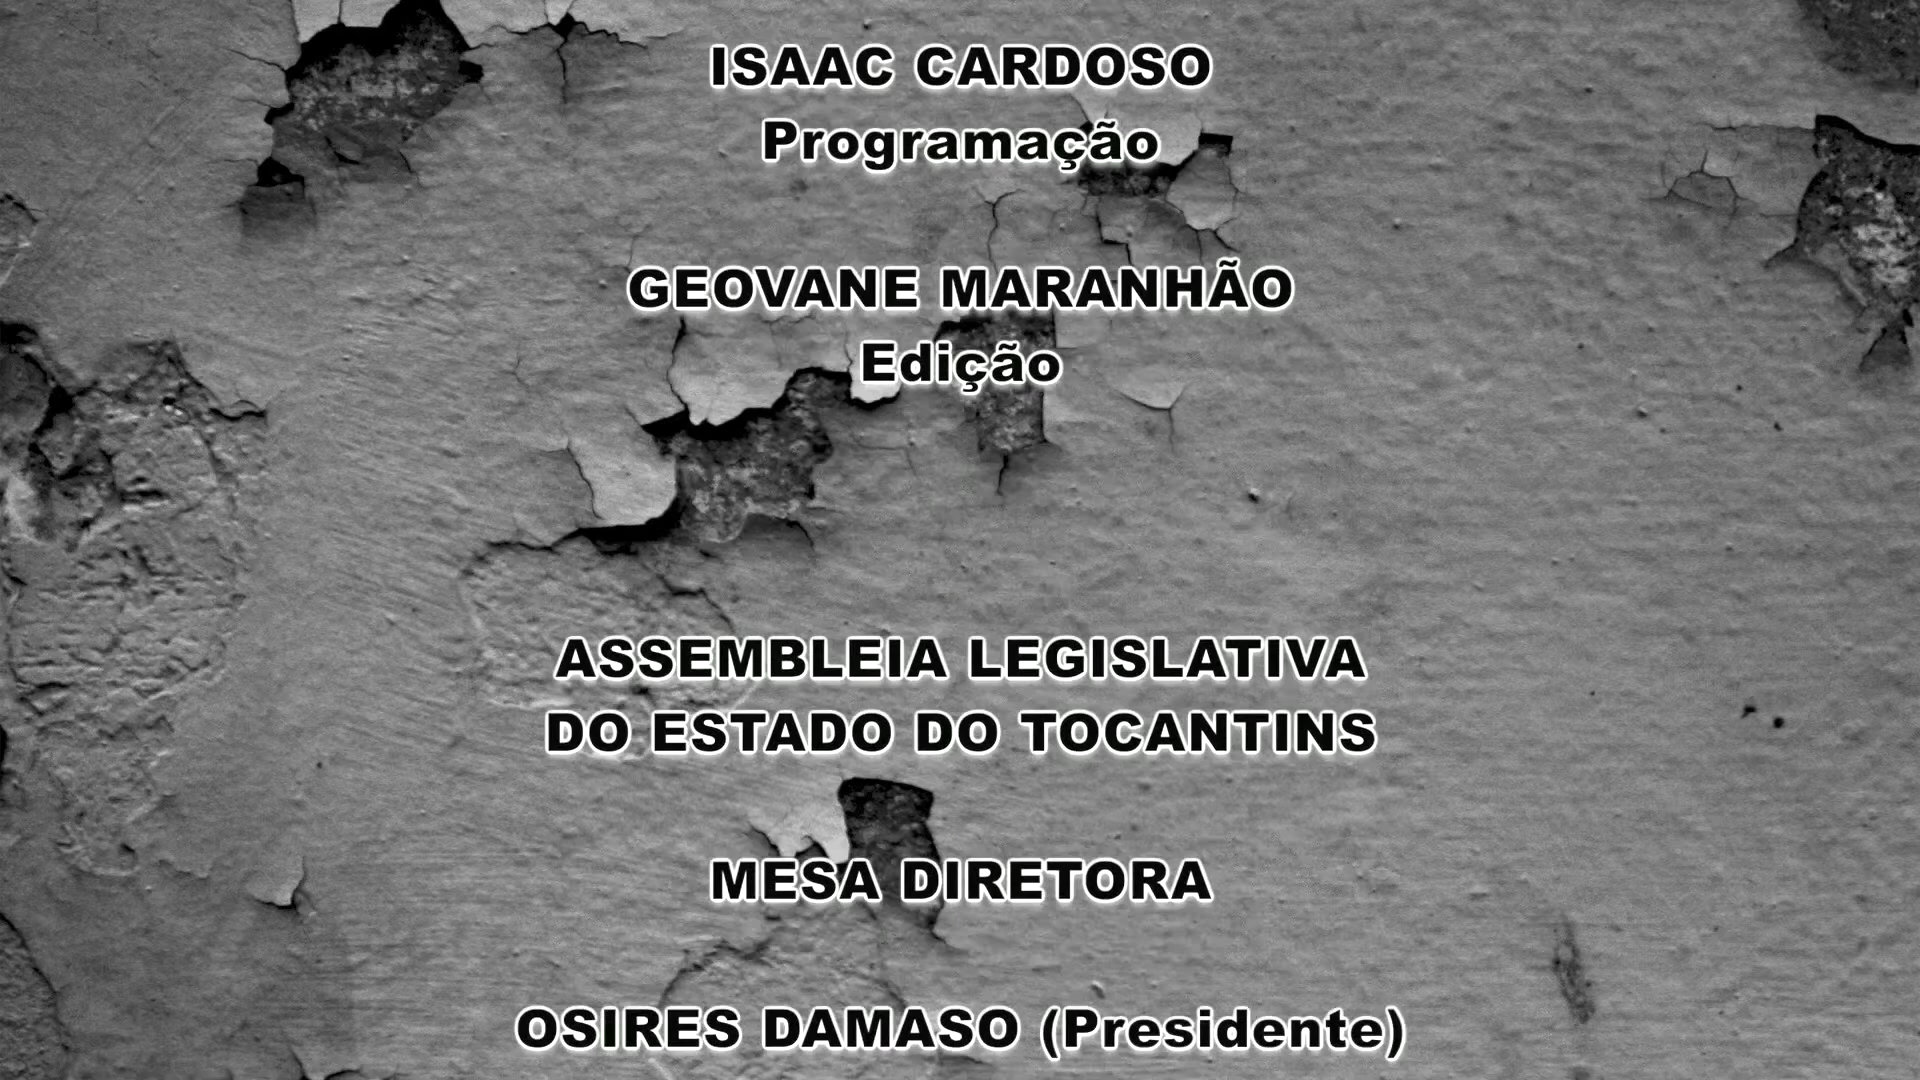 ISAAC CARDOSO
Programação
GEOVANE MARANHÃO
Edição
ASSEMBLEIA LEGISLATIVA
DO ESTADO DO TOCANTINS
MESA DIRETORA
OSIRES DAMASO (Presidente)